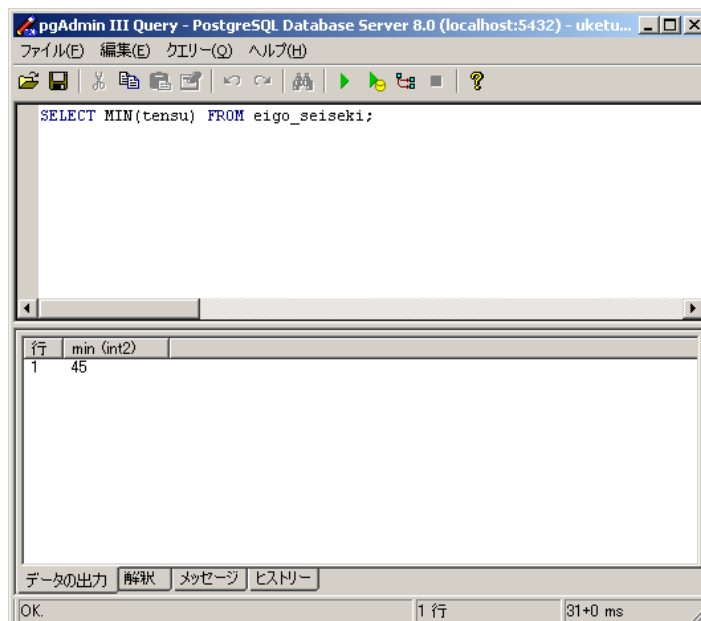 pgAdmin III Query - PostgreSQL Database Server 8.0 (localhost:5432) - uketu...
ファイル(F) 編集(E) クエリー(Q) ヘルプ(H)
SELECT MIN(tensu) FROM eigo_seiseki;
行 min (int2)
1 45
データの出力 解釈 メッセージ ヒストリー
OK. 1 行 31+0 ms